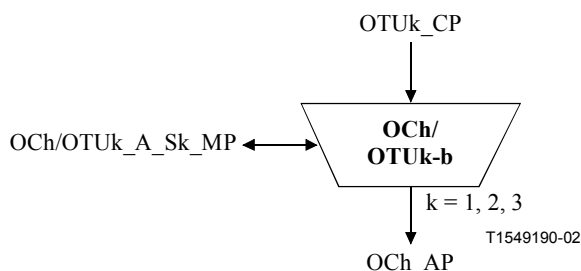 OTUk_CP
OCh/OTUk_A_Sk_MP
OCh/
OTUk-b
k = 1, 2, 3
T1549190-02
OCh_AP